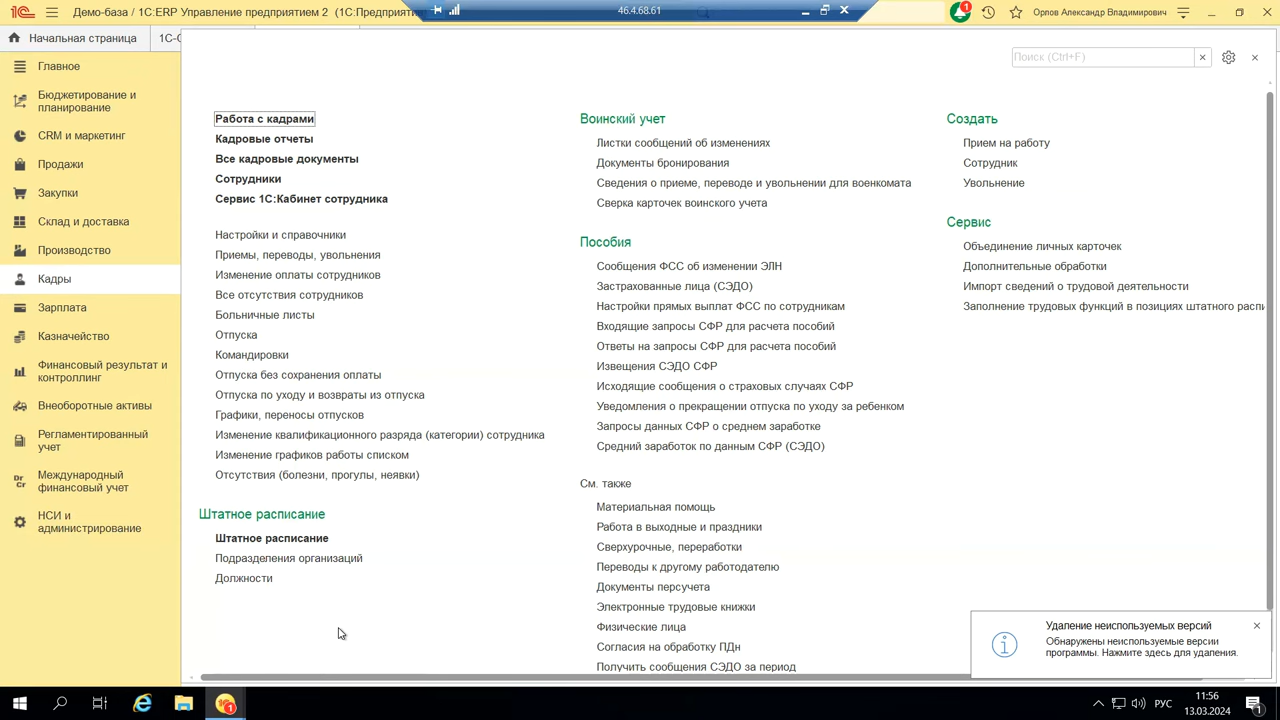 Демо-база / 1С:ERP Управление предприятием 2 (1С:Предприяти
46.4.68.61
1
Орлов Александр Владимирович
Начальная страница
1С-
Поиск (Ctrl+F)
Главное
Бюджетирование и
планирование
CRM и маркетинг
Продажи
Закупки
Склад и доставка
Производство
Кадры
Зарплата
Казначейство
Финансовый результат и
контроллинг
Внеоборотные активы
Регламентированный
учет
Dr
Cr
Международный
финансовый учет
НСИ и
администрирование
Работа с кадрами
Кадровые отчеты
Все кадровые документы
Сотрудники
Сервис 1С:Кабинет сотрудника
Настройки и справочники
Приемы, переводы, увольнения
Изменение оплаты сотрудников
Все отсутствия сотрудников
Больничные листы
Отпуска
Командировки
Отпуска без сохранения оплаты
Отпуска по уходу и возвраты из отпуска
Графики, переносы отпусков
Изменение квалификационного разряда (категории) сотрудника
Изменение графиков работы списком
Отсутствия (болезни, прогулы, неявки)
Штатное расписание
Штатное расписание
Подразделения организаций
Должности
Воинский учет
Листки сообщений об изменениях
Документы бронирования
Сведения о приеме, переводе и увольнении для военкомата
Сверка карточек воинского учета
Пособия
Сообщения ФСС об изменении ЭЛН
Застрахованные лица (СЭДО)
Настройки прямых выплат ФСС по сотрудникам
Входящие запросы СФР для расчета пособий
Ответы на запросы СФР для расчета пособий
Извещения СЭДО СФР
Исходящие сообщения о страховых случаях СФР
Уведомления о прекращении отпуска по уходу за ребенком
Запросы данных СФР о среднем заработке
Средний заработок по данным СФР (СЭДО)
См. также
Материальная помощь
Работа в выходные и праздники
Сверхурочные, переработки
Переводы к другому работодателю
Документы персучета
Электронные трудовые книжки
Физические лица
Согласия на обработку ПДн
Получить сообщения СЭДО за период
Создать
Прием на работу
Сотрудник
Увольнение
Сервис
Объединение личных карточек
Дополнительные обработки
Импорт сведений о трудовой деятельности
Заполнение трудовых функций в позициях штатного распи
Удаление неиспользуемых версий
Обнаружены неиспользуемые версии
программы. Нажмите здесь для удаления.
1
РУС
11:56
13.03.2024
1